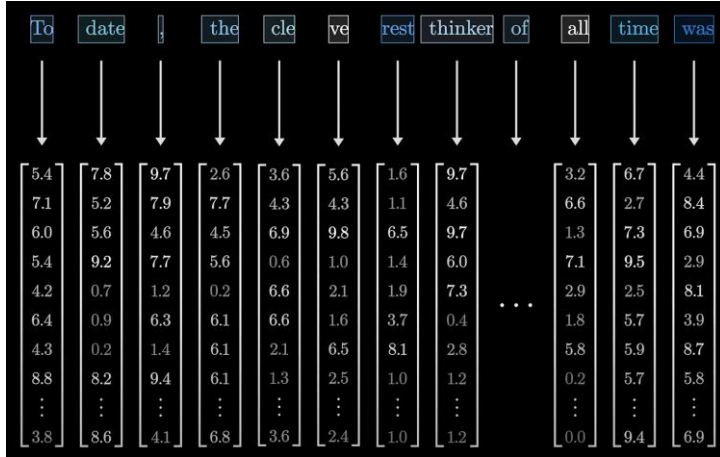 To date , the cle ve rest thinker of all time was
5.4 7.8 9.7 2.6 3.6 5.6 1.6 9.7 3.2 6.7 4.4
7.1 5.2 7.9 7.7 4.3 4.3 1.1 4.6 6.6 2.7 8.4
6.0 5.6 4.6 4.5 6.9 9.8 6.5 9.7 1.3 7.3 6.9
5.4 9.2 7.7 5.6 0.6 1.0 1.4 6.0 7.1 9.5 2.9
4.2 0.7 1.2 0.2 6.6 2.1 1.9 7.3 ... 2.9 2.5 8.1
6.4 0.9 6.3 6.1 6.6 1.6 3.7 0.4 1.8 5.7 3.9
4.3 0.2 1.4 6.1 2.1 6.5 8.1 2.8 5.8 5.9 8.7
8.8 8.2 9.4 6.1 1.3 2.5 1.0 1.2 0.2 5.7 5.8
⋮ ⋮ ⋮ ⋮ ⋮ ⋮ ⋮ ⋮ ⋮ ⋮ ⋮
3.8 8.6 4.1 6.8 3.6 2.4 1.0 1.2 0.0 9.4 6.9